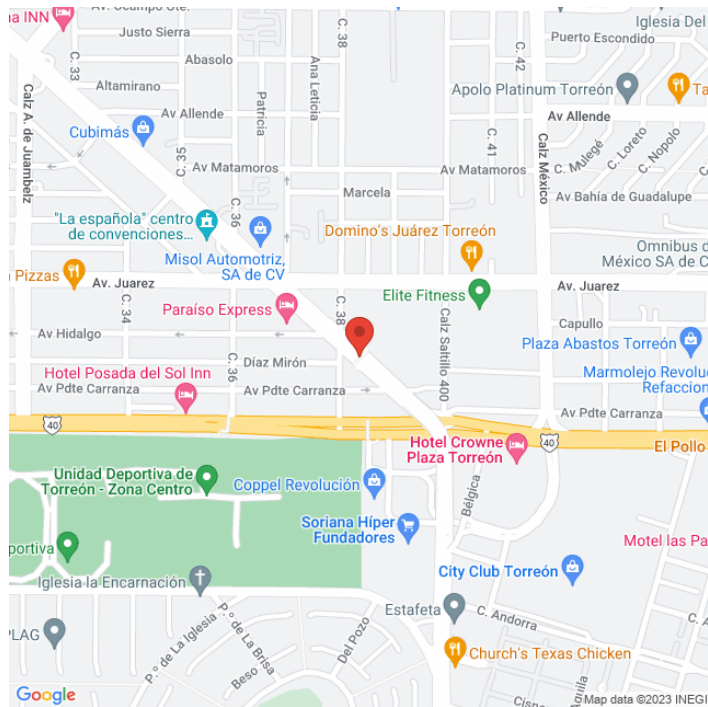 a INN
C. 33
Av. Ocampo Ote.
Justo Sierra
Abasolo
Altamirano
Av Allende
Cubimás
C. 35
Patricia
Ana Leticia
C. 38
C. 42
Puerto Escondido
Iglesia Del
Apolo Platinum Torreón
Ta
Av Allende
C. 41
Calz México
C. Mulegé
C. Loreto
C. Nopolo
Calz A. de Juambelz
Av Matamoros
Av Matamoros
Marcela
Av Bahía de Guadalupe
C. 36
"La española" centro
de convenciones...
Misol Automotriz,
SA de CV
Domino's Juárez Torreón
Omnibus de
México SA de C
Pizzas
Av. Juarez
Av. Juarez
Elite Fitness
C. 34
Paraíso Express
C. 38
Calz Saltillo 400
Capullo
Av Hidalgo
Plaza Abastos Torreón
Díaz Mirón
C. 36
Hotel Posada del Sol Inn
Av Pdte Carranza
Marmolejo Revoluc
Refaccion
Av Pdte Carranza
40
Hotel Crowne
Plaza Torreón
40
El Pollo
Unidad Deportiva de
Torreón - Zona Centro
Coppel Revolución
Bélgica
Soriana Híper
Fundadores
Motel las Pa
portiva
Iglesia la Encarnación
City Club Torreón
Estafeta
C. Andorra
C. A
PLAG
P.º de La Iglesia
P.º de La Brisa
Beso
Del Pozo
Church's Texas Chicken
Cisne
Aquila
Google
Map data ©2023 INEGI